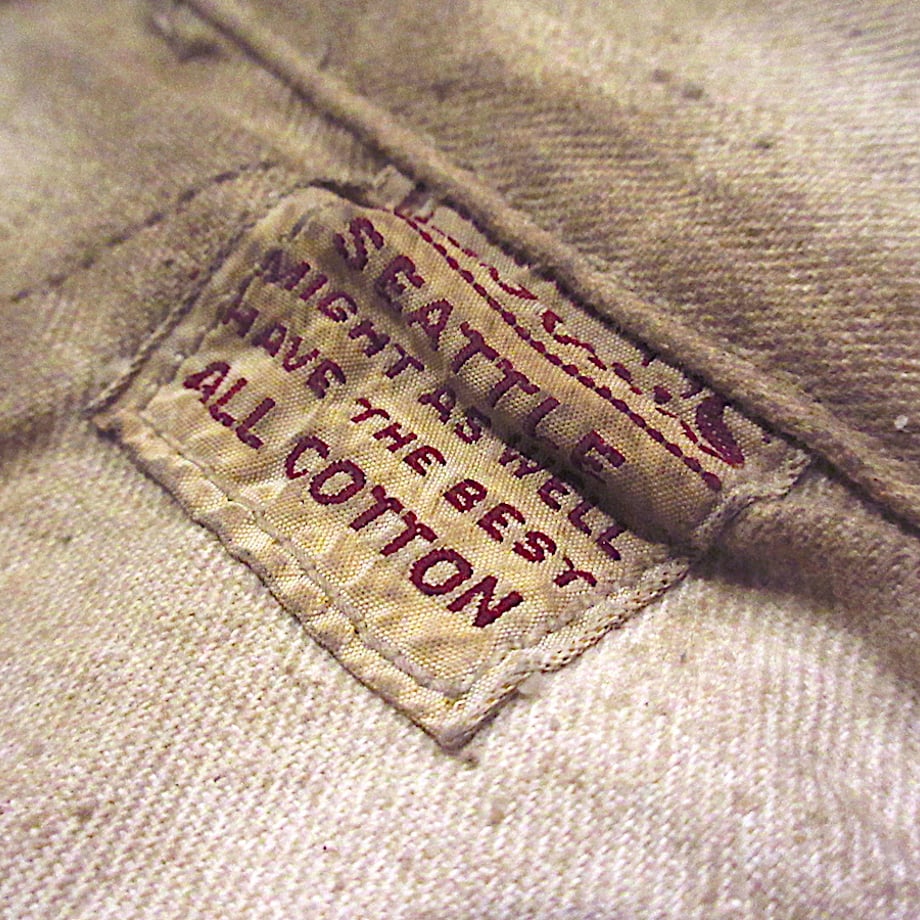 SEATTLE
MIGHT AS WELL
HAVE THE BEST
ALL COTTON